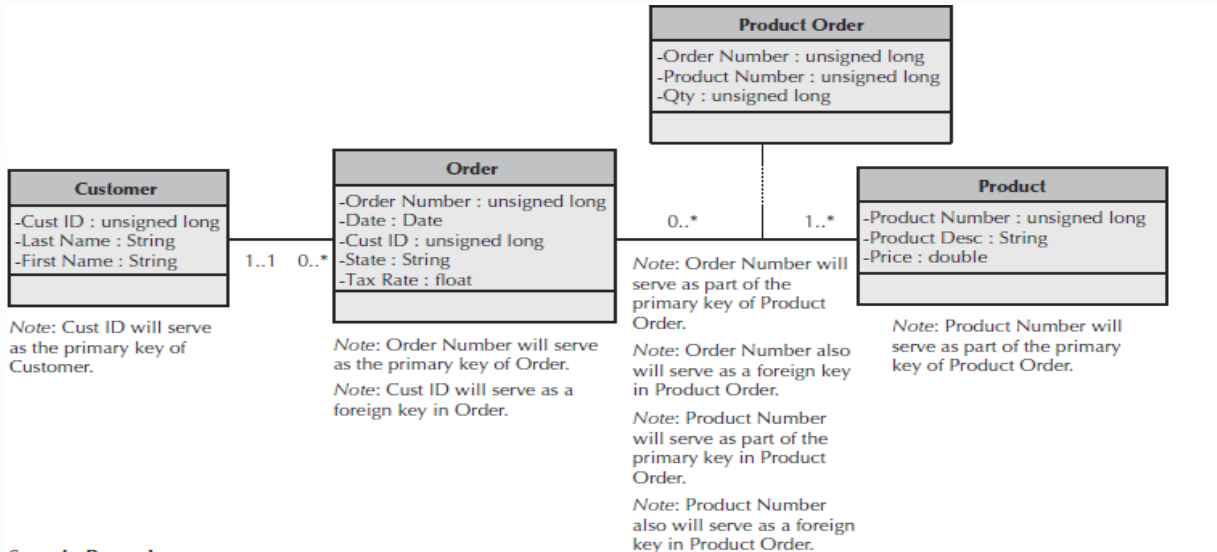 Product Order
-Order Number : unsigned long
-Product Number : unsigned long
-Qty : unsigned long
Customer
-Cust ID : unsigned long
-Last Name : String
-First Name : String
1..1 0..*
Note: Cust ID will serve
as the primary key of
Customer.
Order
-Order Number : unsigned long
-Date : Date
-Cust ID : unsigned long
-State : String
-Tax Rate : float
Note: Order Number will serve
as the primary key of Order.
Note: Cust ID will serve as a
foreign key in Order.
0..* 1..*
Note: Order Number will
serve as part of the
primary key of Product
Order.
Note: Order Number also
will serve as a foreign key
in Product Order.
Note: Product Number
will serve as part of the
primary key in Product
Order.
Note: Product Number
also will serve as a foreign
key in Product Order.
Product
-Product Number : unsigned long
-Product Desc : String
-Price : double
Note: Product Number will
serve as part of the primary
key of Product Order.